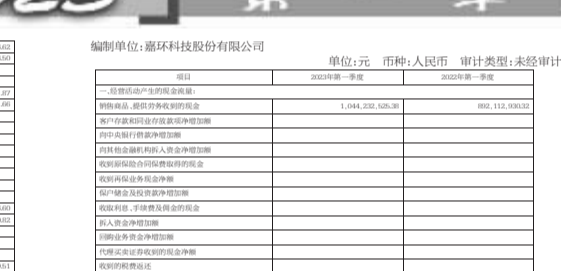 编制单位:嘉环科技股份有限公司
单位:元 币种:人民币 审计类型:未经审计
项目 2023年第一季度 2022年第一季度
一、经营活动产生的现金流量:
销售商品、提供劳务收到的现金 1,044,232,526.38 892,112,930.32
客户存款和同业存放款项净增加额
向中央银行借款净增加额
向其他金融机构拆入资金净增加额
收到原保险合同保费取得的现金
收到再保业务现金净额
保户储金及投资款净增加额
收取利息、手续费及佣金的现金
拆入资金净增加额
回购业务资金净增加额
代理买卖证券收到的现金净额
收到的税费返还